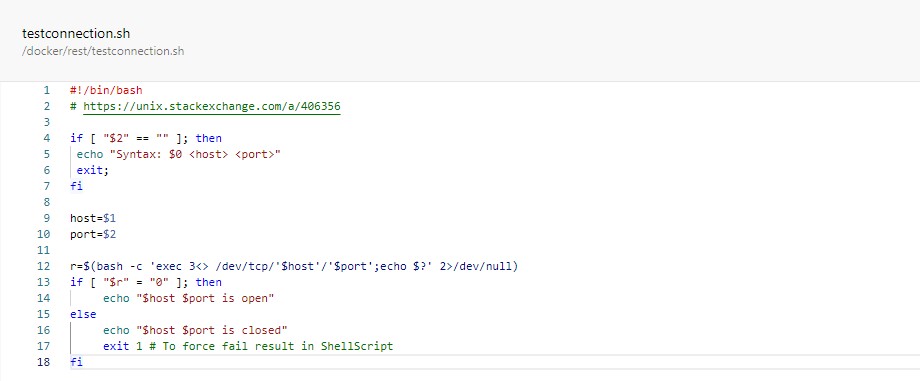 testconnection.sh
/docker/rest/testconnection.sh
1 #!/bin/bash
2 # https://unix.stackexchange.com/a/406356
3
4 if [ "$2" == "" ]; then
5 echo "Syntax: $0 <host> <port>"
6 exit;
7 fi
8
9 host=$1
10 port=$2
11
12 r=$(bash -c 'exec 3<> /dev/tcp/'$host'/'$port';echo $?' 2>/dev/null)
13 if [ "$r" = "0" ]; then
14 echo "$host $port is open"
15 else
16 echo "$host $port is closed"
17 exit 1 # To force fail result in ShellScript
18 fi